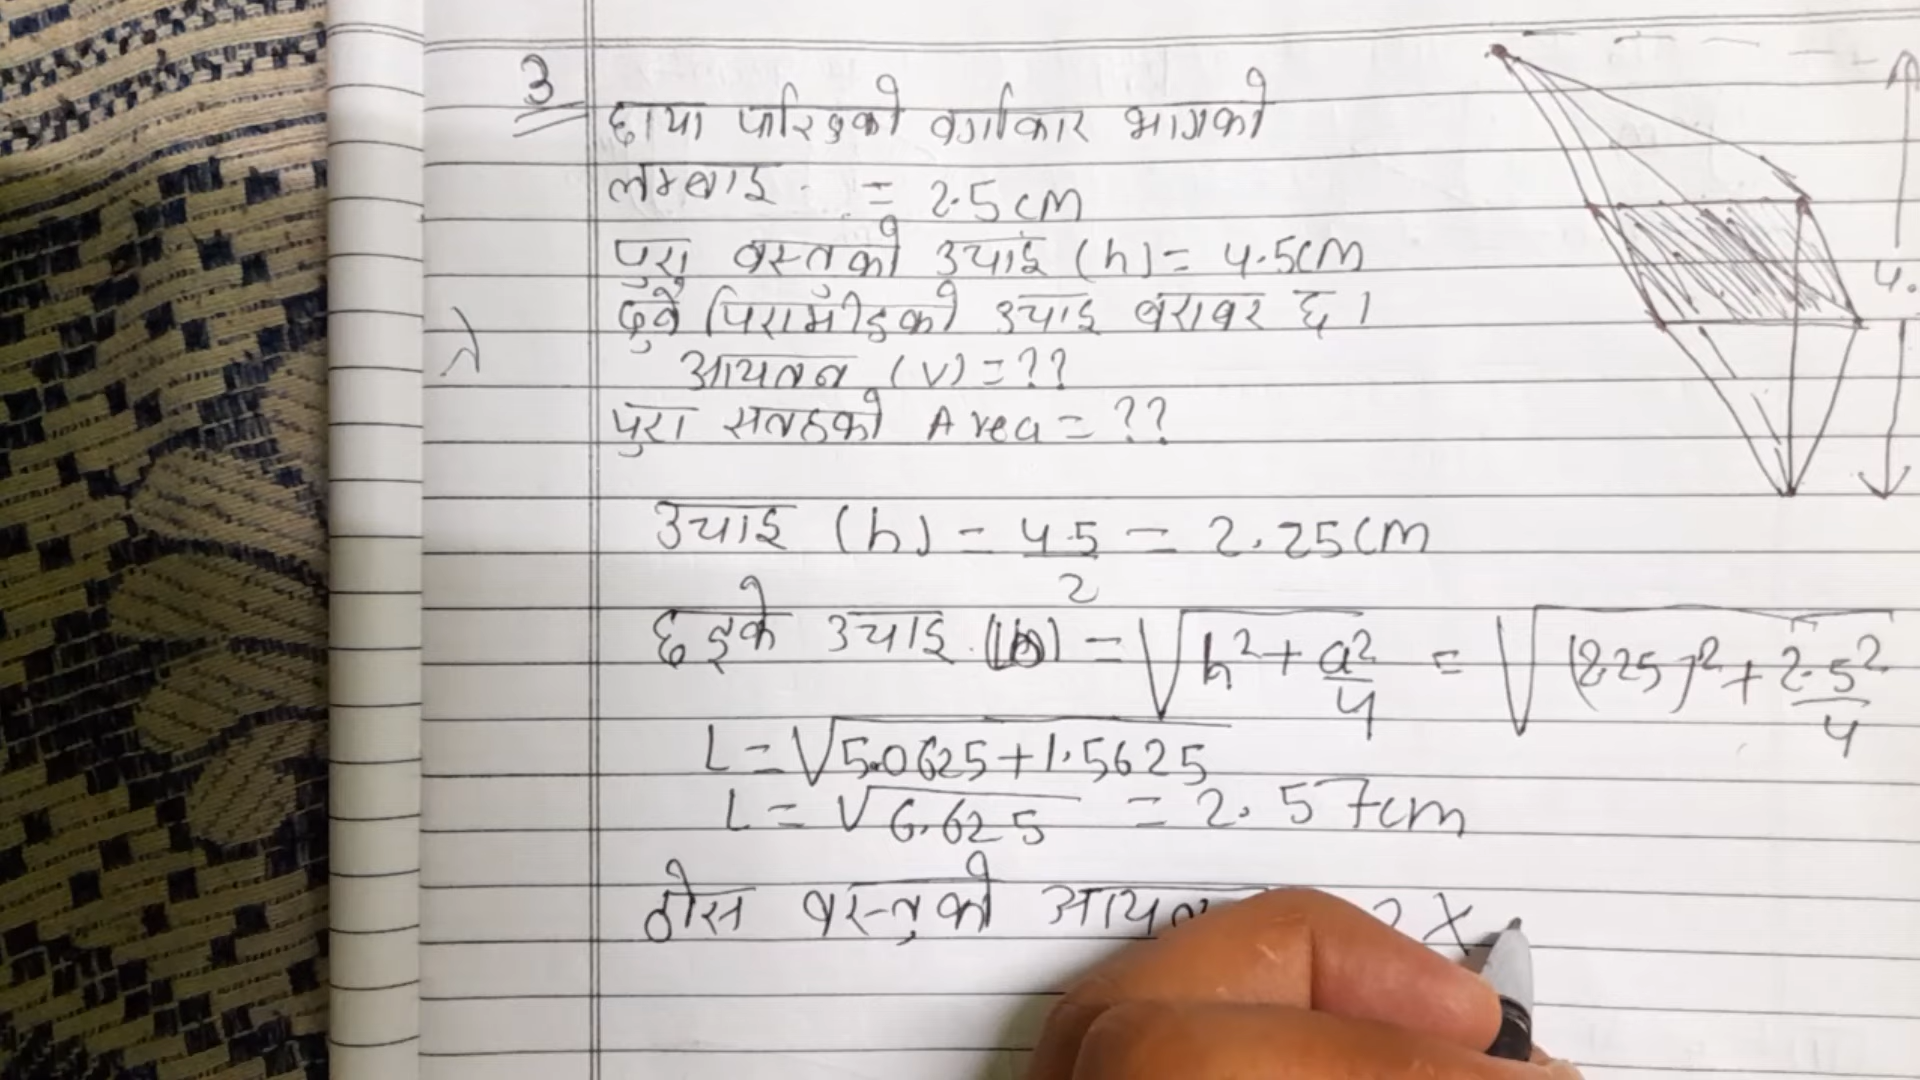 3
छाया पारिएको वर्गाकार भागको
लम्बाई = 2.5 cm
पुरा वस्तुको उचाई (h) = 4.5cm
दुवै पिरामीडको उचाई बराबर छ ।
आयतन (V) = ??
पुरा सतहको Area = ??
4.
उचाई (h) = 4.5/2 = 2.25cm
छड्के उचाई (l) = √(h² + a²/4) = √((2.25)² + 2.5²/4)
L = √5.0625+1.5625
L = √6.625 = 2.57cm
ठोस वस्तुको 2 ×